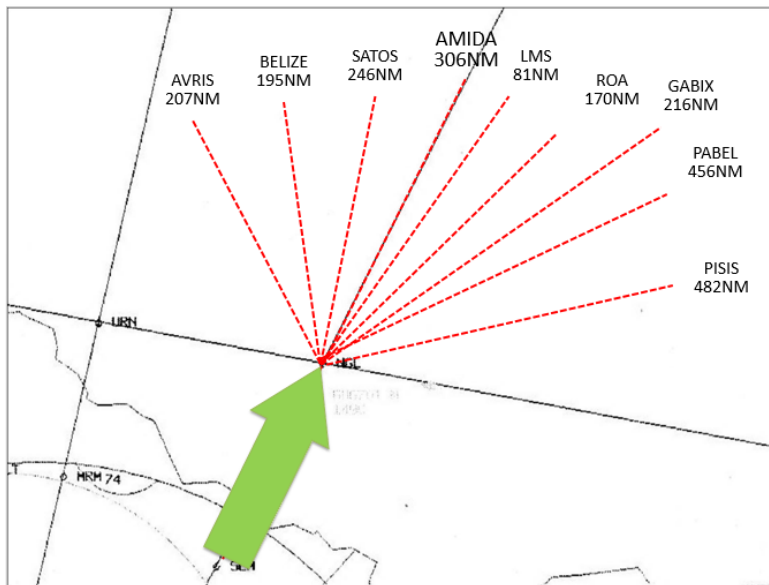 AMIDA
306NM
SATOS
246NM
BELIZE
195NM
AVRIS
207NM
LMS
81NM
ROA
170NM
GABIX
216NM
PABEL
456NM
PISIS
482NM
URN
NGL
MRM 74